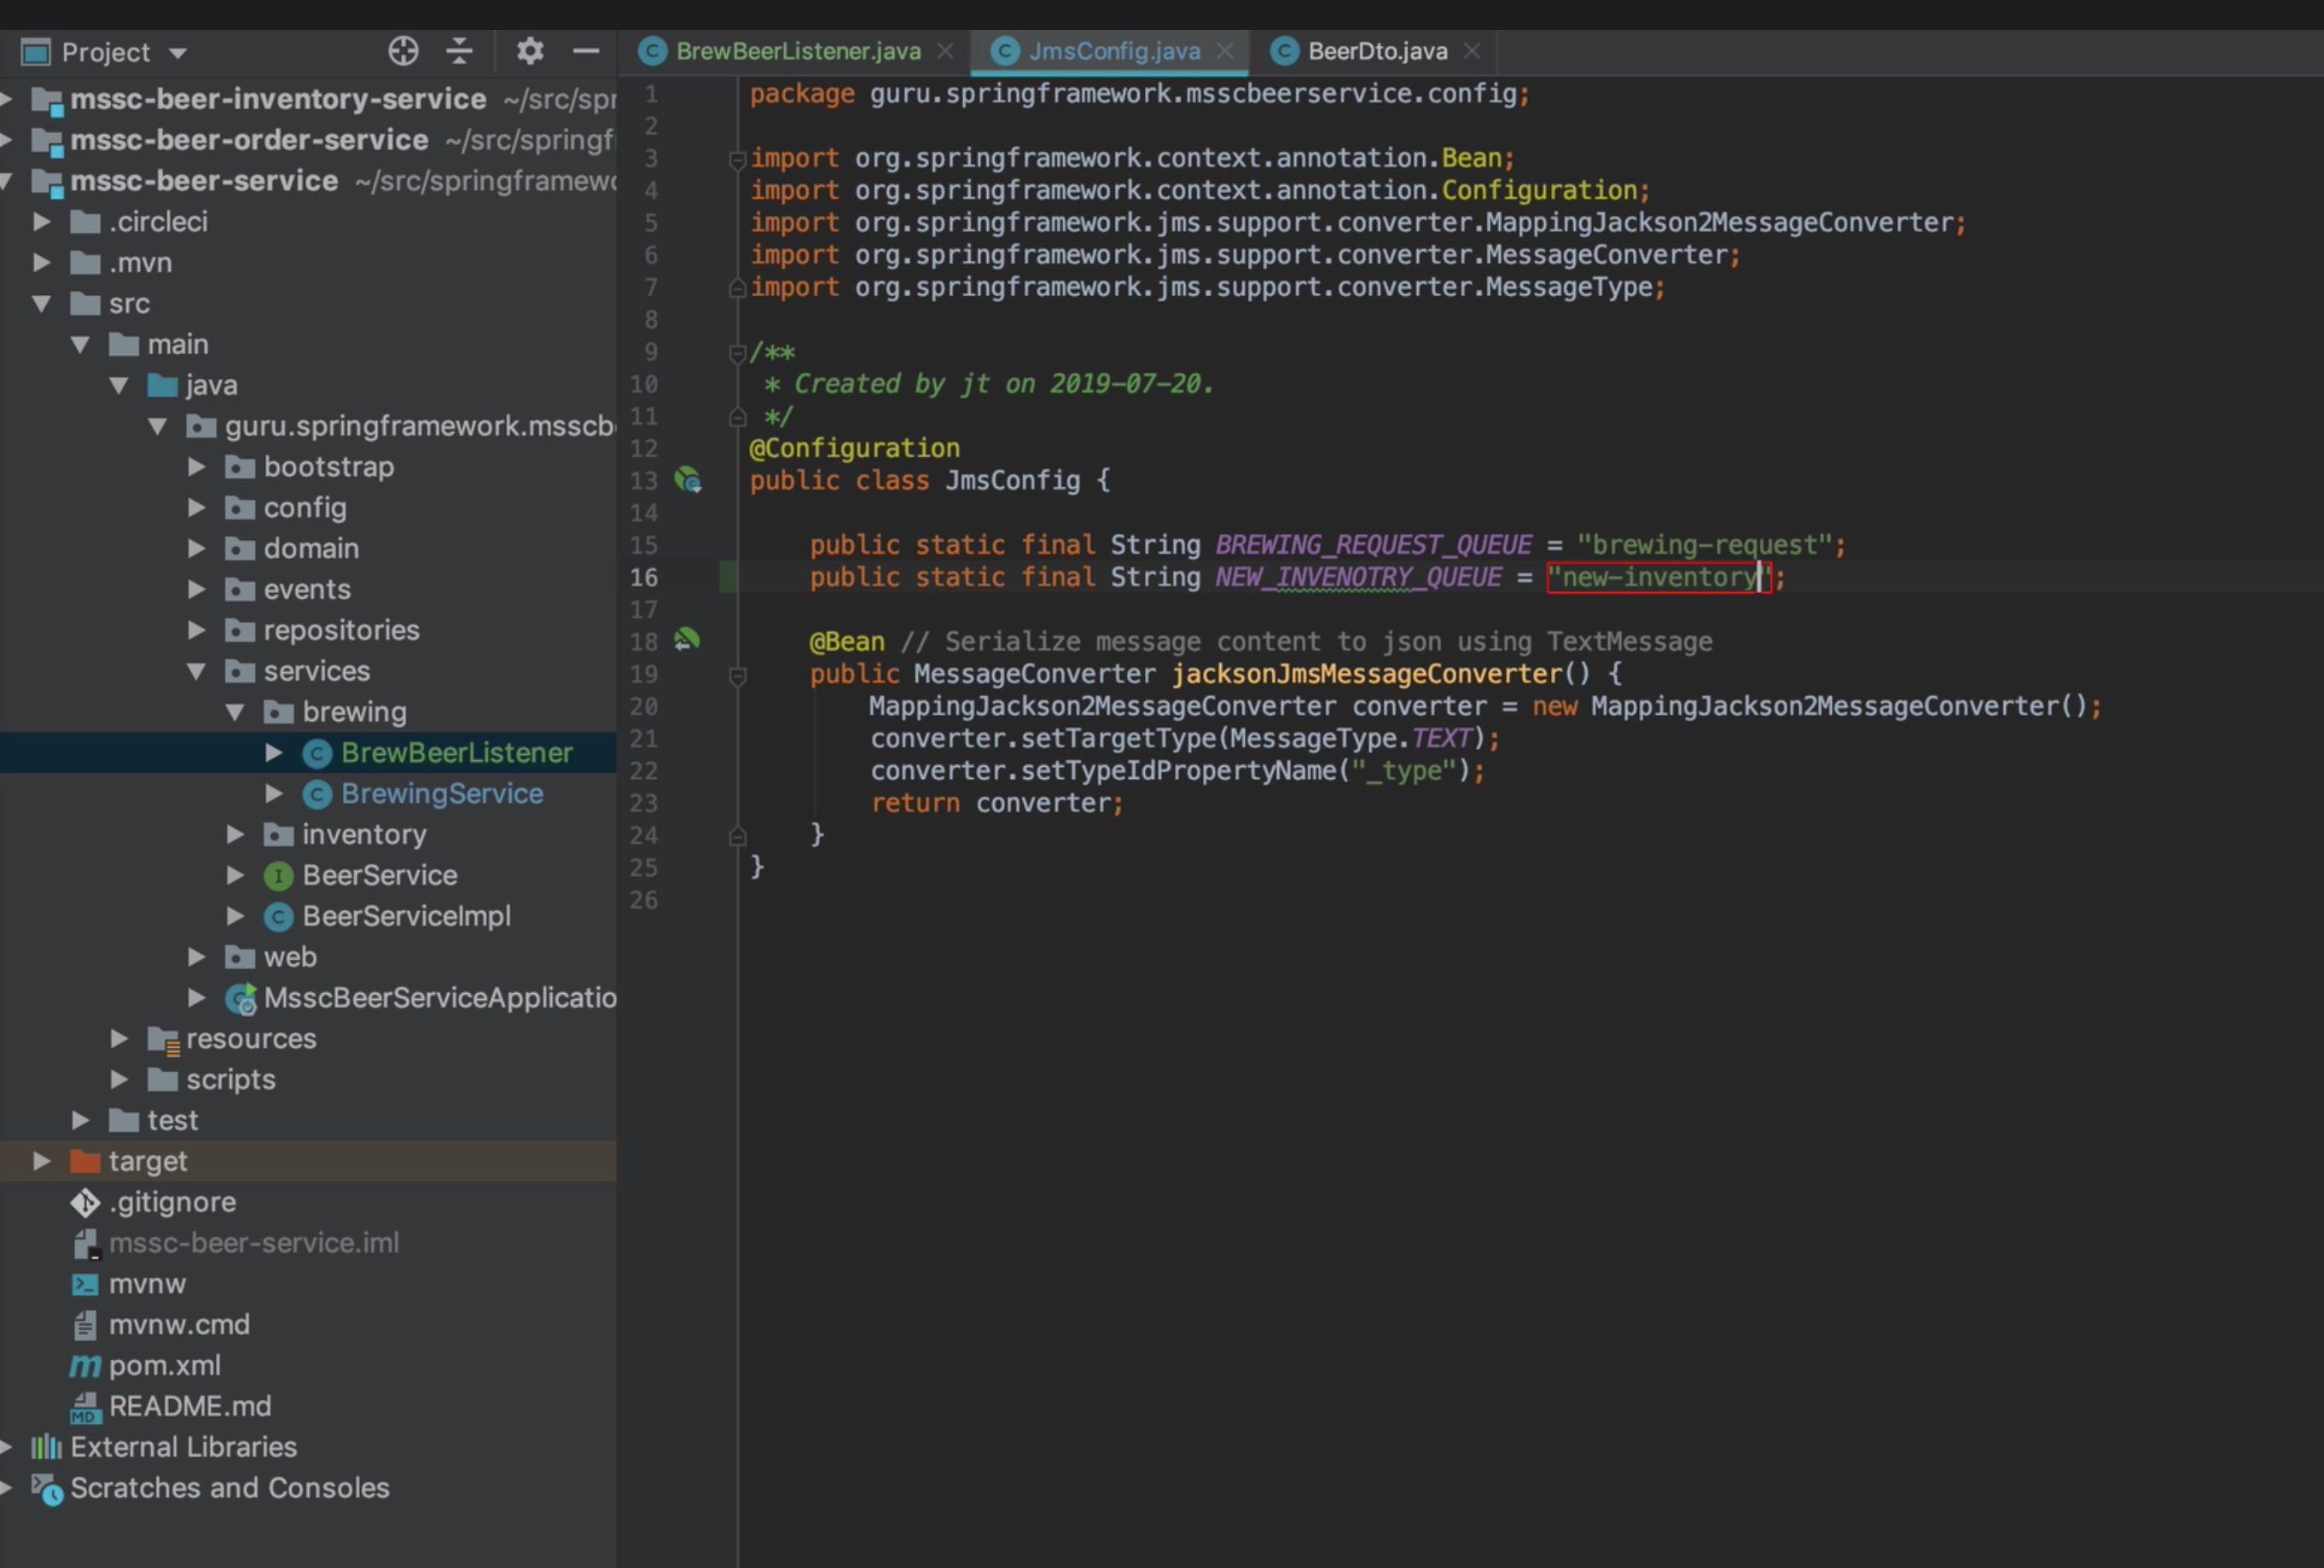 Project
mssc-beer-inventory-service ~/src/spr
mssc-beer-order-service ~/src/springf
mssc-beer-service ~/src/springframewo
.circleci
.mvn
src
main
java
guru.springframework.msscb
bootstrap
config
domain
events
repositories
services
brewing
BrewBeerListener
BrewingService
inventory
BeerService
BeerServiceImpl
web
MsscBeerServiceApplicatio
resources
scripts
test
target
.gitignore
mssc-beer-service.iml
mvnw
mvnw.cmd
pom.xml
README.md
External Libraries
Scratches and Consoles
BrewBeerListener.java
JmsConfig.java
BeerDto.java
1 package guru.springframework.msscbeerservice.config;
2
3 import org.springframework.context.annotation.Bean;
4 import org.springframework.context.annotation.Configuration;
5 import org.springframework.jms.support.converter.MappingJackson2MessageConverter;
6 import org.springframework.jms.support.converter.MessageConverter;
7 import org.springframework.jms.support.converter.MessageType;
8
9 /**
10 * Created by jt on 2019-07-20.
11 */
12 @Configuration
13 public class JmsConfig {
14
15 public static final String BREWING_REQUEST_QUEUE = "brewing-request";
16 public static final String NEW_INVENOTRY_QUEUE = "new-inventory";
17
18 @Bean // Serialize message content to json using TextMessage
19 public MessageConverter jacksonJmsMessageConverter() {
20 MappingJackson2MessageConverter converter = new MappingJackson2MessageConverter();
21 converter.setTargetType(MessageType.TEXT);
22 converter.setTypeIdPropertyName("_type");
23 return converter;
24 }
25 }
26